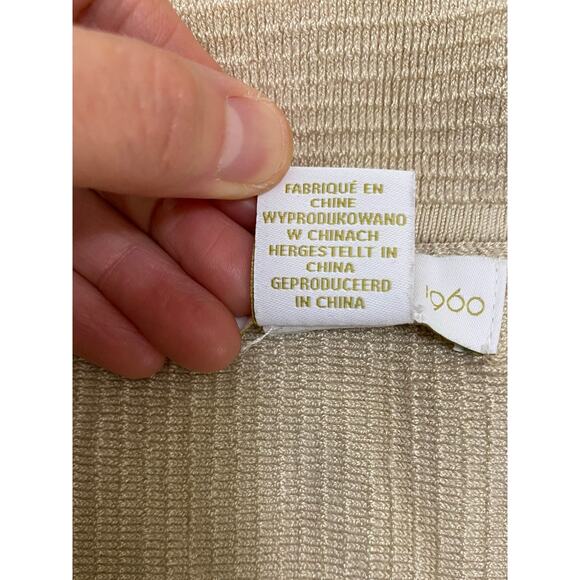 FABRIQUÉ EN
CHINE
WYPRODUKOWANO
W CHINACH
HERGESTELLT IN
CHINA
GEPRODUCEERD
IN CHINA
1960